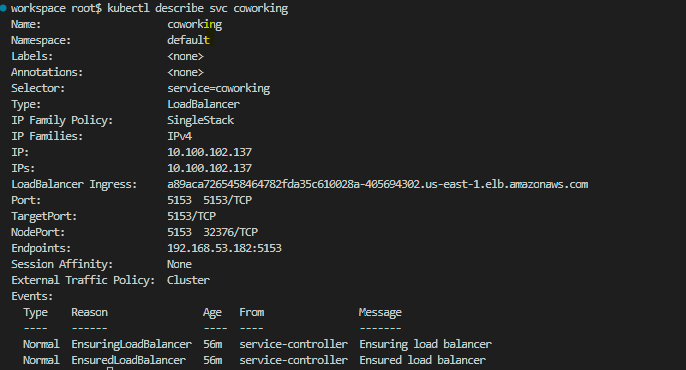 workspace root$ kubectl describe svc coworking
Name: coworking
Namespace: default
Labels: <none>
Annotations: <none>
Selector: service=coworking
Type: LoadBalancer
IP Family Policy: SingleStack
IP Families: IPv4
IP: 10.100.102.137
IPs: 10.100.102.137
LoadBalancer Ingress: a89aca7265458464782fda35c610028a-405694302.us-east-1.elb.amazonaws.com
Port: 5153 5153/TCP
TargetPort: 5153/TCP
NodePort: 5153 32376/TCP
Endpoints: 192.168.53.182:5153
Session Affinity: None
External Traffic Policy: Cluster
Events:
Type Reason Age From Message
---- ------ ---- ---- -------
Normal EnsuringLoadBalancer 56m service-controller Ensuring load balancer
Normal EnsuredLoadBalancer 56m service-controller Ensured load balancer